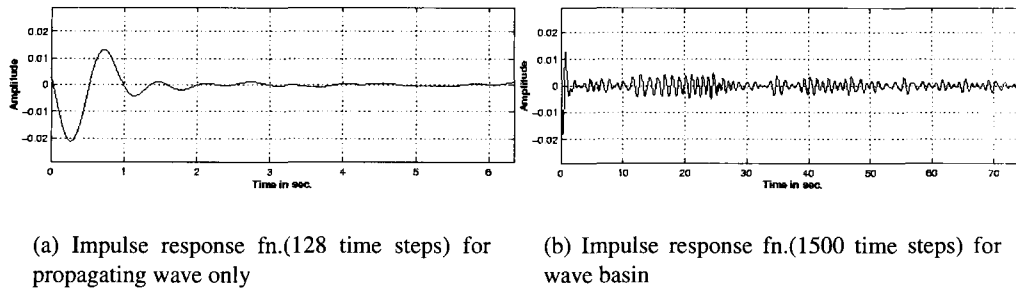 0.02
0.01
0
−0.01
−0.02
Amplitude
0 1 2 3 4 5 6
Time in sec.
0.02
0.01
0
−0.01
−0.02
Amplitude
0 10 20 30 40 50 60 70
Time in sec.
(a) Impulse response fn.(128 time steps) for
propagating wave only
(b) Impulse response fn.(1500 time steps) for
wave basin